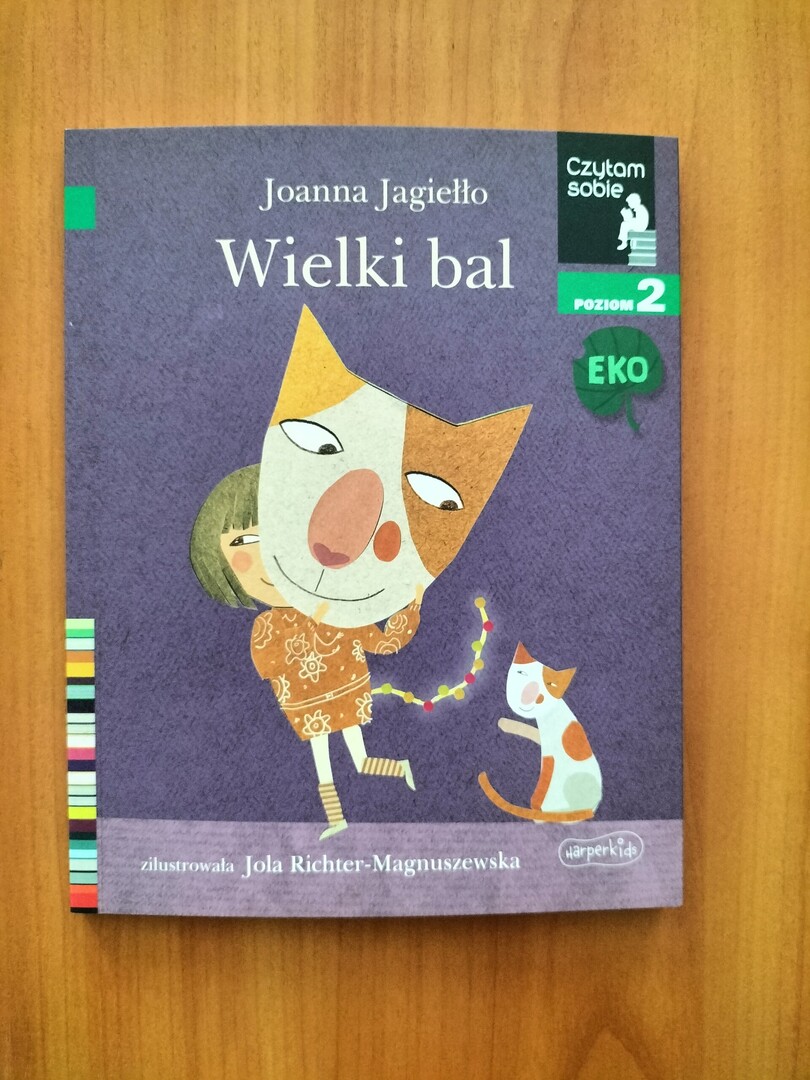 Czytam
sobie
Joanna Jagiełło
Wielki bal
POZIOM 2
EKO
zilustrowała Jola Richter-Magnuszewska
Harperkids